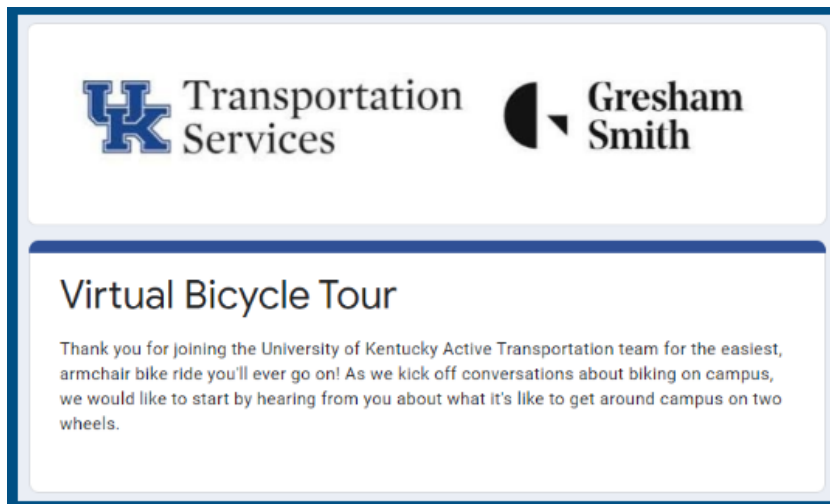 UK Transportation
Services
Gresham
Smith
Virtual Bicycle Tour
Thank you for joining the University of Kentucky Active Transportation team for the easiest,
armchair bike ride you'll ever go on! As we kick off conversations about biking on campus,
we would like to start by hearing from you about what it's like to get around campus on two
wheels.